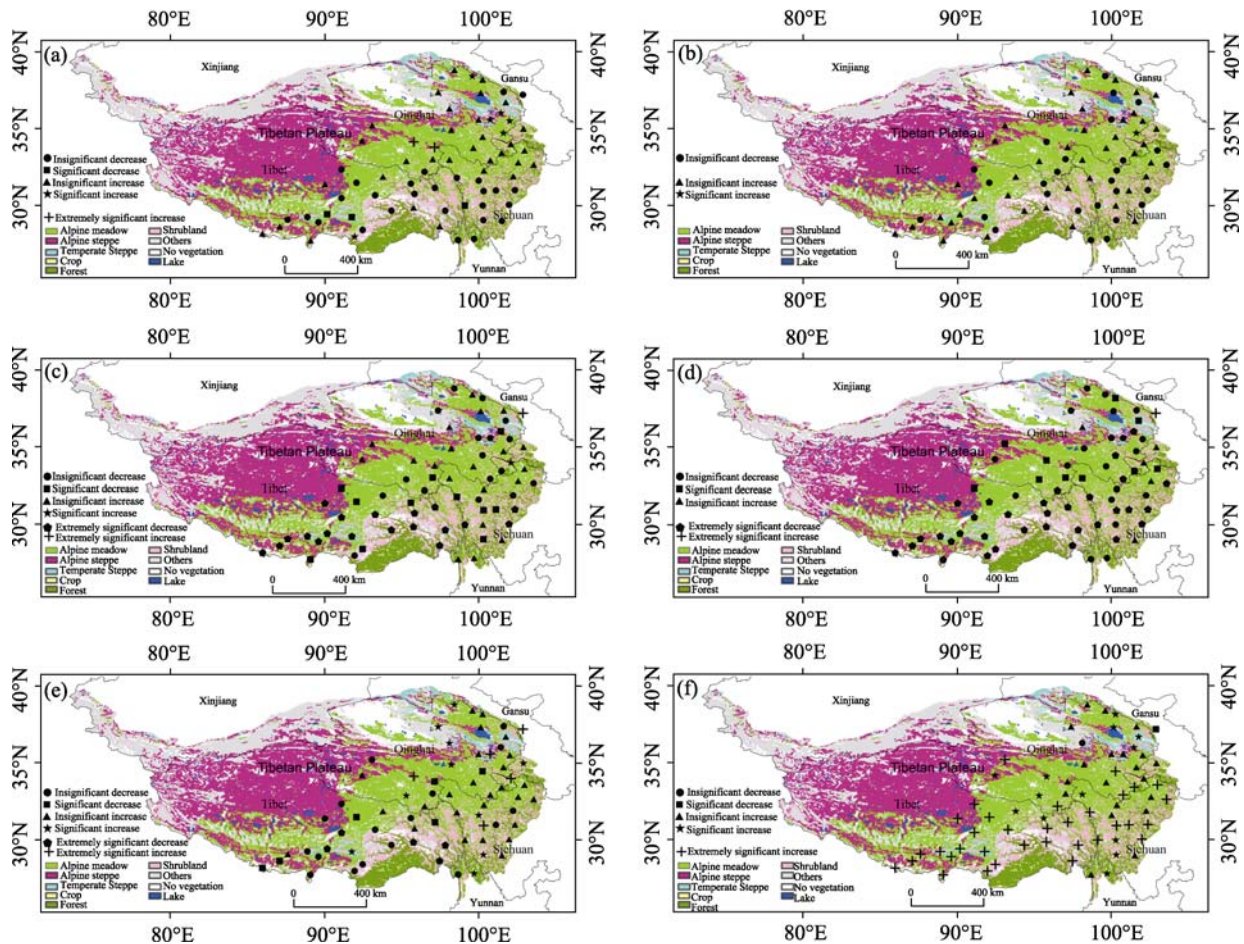 80°E 90°E 100°E 80°E 90°E 100°E
(a) Xinjiang Gansu 40°N
35°N Qinghai 35°N
Tibetan Plateau
Tibet
Insignificant decrease
Significant decrease
Insignificant increase
Significant increase
30°N Sichuan 30°N
Extremely significant increase
Alpine meadow Shrubland
Alpine steppe Others
Temperate Steppe No vegetation
Crop Lake
Forest
0 400 km
Yunnan
(b) Xinjiang Gansu 40°N
35°N Qinghai 35°N
Tibetan Plateau
Tibet
Insignificant decrease
Insignificant increase
Significant increase
30°N Sichuan 30°N
Alpine meadow Shrubland
Alpine steppe Others
Temperate Steppe No vegetation
Crop Lake
Forest
0 400 km
Yunnan
80°E 90°E 100°E 80°E 90°E 100°E
40°N (c) Xinjiang Gansu 40°N
35°N Qinghai 35°N
Tibetan Plateau
Tibet
Insignificant decrease
Significant decrease
Insignificant increase
Significant increase
30°N Sichuan 30°N
Extremely significant decrease
Extremely significant increase
Alpine meadow Shrubland
Alpine steppe Others
Temperate Steppe No vegetation
Crop Lake
Forest
0 400 km
Yunnan
(d) Xinjiang Gansu 40°N
Qinghai 35°N
Tibetan Plateau
Tibet
Insignificant decrease
Significant decrease
Insignificant increase
Sichuan 30°N
Extremely significant decrease
Extremely significant increase
Alpine meadow Shrubland
Alpine steppe Others
Temperate Steppe No vegetation
Crop Lake
Forest
0 400 km
Yunnan
80°E 90°E 100°E 80°E 90°E 100°E
40°N (e) Xinjiang Gansu 40°N
35°N Qinghai 35°N
Tibetan Plateau
Tibet
Insignificant decrease
Significant decrease
Insignificant increase
Significant increase
30°N Sichuan 30°N
Extremely significant decrease
Extremely significant increase
Alpine meadow Shrubland
Alpine steppe Others
Temperate Steppe No vegetation
Crop Lake
Forest
0 400 km
Yunnan
(f) Xinjiang Gansu 40°N
Qinghai 35°N
Tibetan Plateau
Tibet
Insignificant decrease
Significant decrease
Insignificant increase
Significant increase
Sichuan 30°N
Extremely significant increase
Alpine meadow Shrubland
Alpine steppe Others
Temperate Steppe No vegetation
Crop Lake
Forest
0 400 km
Yunnan
80°E 90°E 100°E 80°E 90°E 100°E